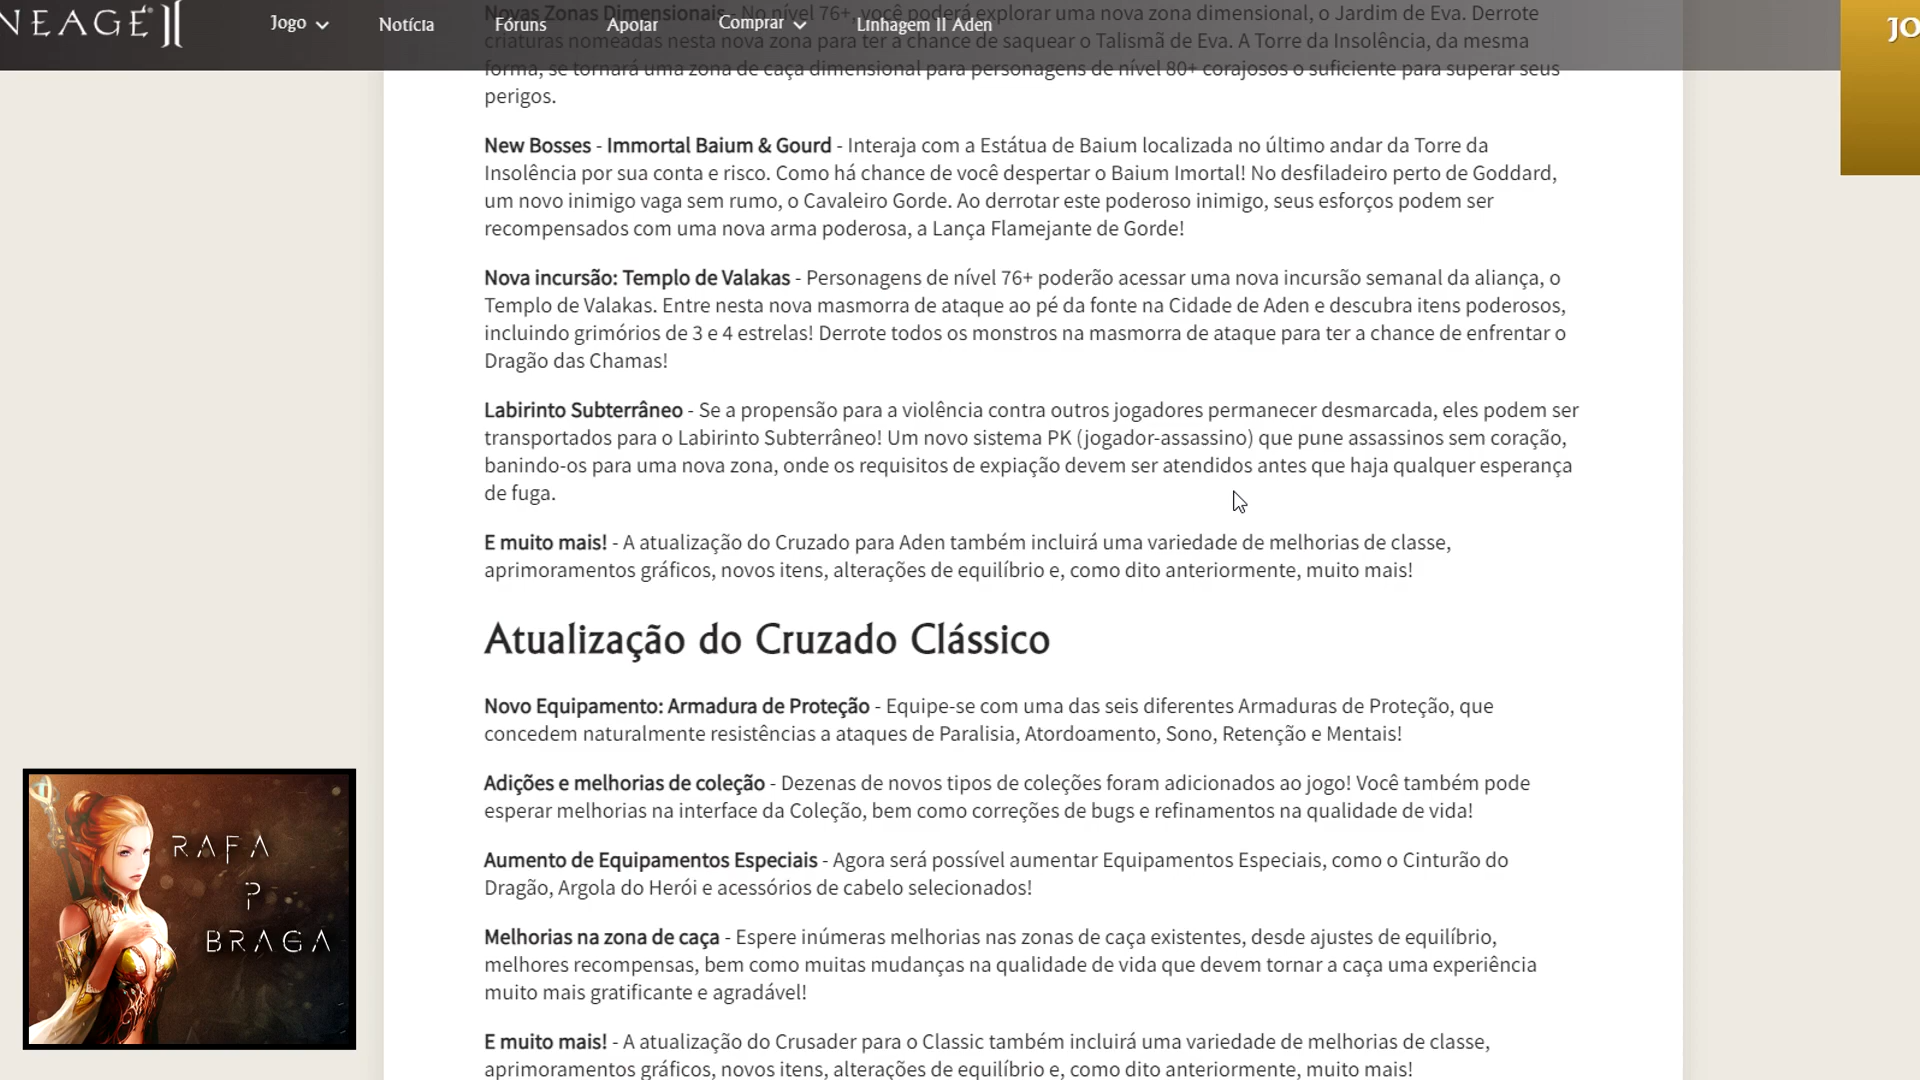 NEAGE II
Jogo
Notícia
Fóruns
Apoiar
Comprar
Linhagem II Aden
JO
Novas Zonas Dimensionais - No nível 76+, você poderá explorar uma nova zona dimensional, o Jardim de Eva. Derrote
criaturas nomeadas nesta nova zona para ter a chance de saquear o Talismã de Eva. A Torre da Insolência, da mesma
forma, se tornará uma zona de caça dimensional para personagens de nível 80+ corajosos o suficiente para superar seus
perigos.
New Bosses - Immortal Baium & Gourd - Interaja com a Estátua de Baium localizada no último andar da Torre da
Insolência por sua conta e risco. Como há chance de você despertar o Baium Imortal! No desfiladeiro perto de Goddard,
um novo inimigo vaga sem rumo, o Cavaleiro Gorde. Ao derrotar este poderoso inimigo, seus esforços podem ser
recompensados com uma nova arma poderosa, a Lança Flamejante de Gorde!
Nova incursão: Templo de Valakas - Personagens de nível 76+ poderão acessar uma nova incursão semanal da aliança, o
Templo de Valakas. Entre nesta nova masmorra de ataque ao pé da fonte na Cidade de Aden e descubra itens poderosos,
incluindo grimórios de 3 e 4 estrelas! Derrote todos os monstros na masmorra de ataque para ter a chance de enfrentar o
Dragão das Chamas!
Labirinto Subterrâneo - Se a propensão para a violência contra outros jogadores permanecer desmarcada, eles podem ser
transportados para o Labirinto Subterrâneo! Um novo sistema PK (jogador-assassino) que pune assassinos sem coração,
banindo-os para uma nova zona, onde os requisitos de expiação devem ser atendidos antes que haja qualquer esperança
de fuga.
E muito mais! - A atualização do Cruzado para Aden também incluirá uma variedade de melhorias de classe,
aprimoramentos gráficos, novos itens, alterações de equilíbrio e, como dito anteriormente, muito mais!
Atualização do Cruzado Clássico
Novo Equipamento: Armadura de Proteção - Equipe-se com uma das seis diferentes Armaduras de Proteção, que
concedem naturalmente resistências a ataques de Paralisia, Atordoamento, Sono, Retenção e Mentais!
Adições e melhorias de coleção - Dezenas de novos tipos de coleções foram adicionados ao jogo! Você também pode
esperar melhorias na interface da Coleção, bem como correções de bugs e refinamentos na qualidade de vida!
Aumento de Equipamentos Especiais - Agora será possível aumentar Equipamentos Especiais, como o Cinturão do
Dragão, Argola do Herói e acessórios de cabelo selecionados!
Melhorias na zona de caça - Espere inúmeras melhorias nas zonas de caça existentes, desde ajustes de equilíbrio,
melhores recompensas, bem como muitas mudanças na qualidade de vida que devem tornar a caça uma experiência
muito mais gratificante e agradável!
E muito mais! - A atualização do Crusader para o Classic também incluirá uma variedade de melhorias de classe,
aprimoramentos gráficos, novos itens, alterações de equilíbrio e, como dito anteriormente, muito mais!
RAFA
P
BRAGA